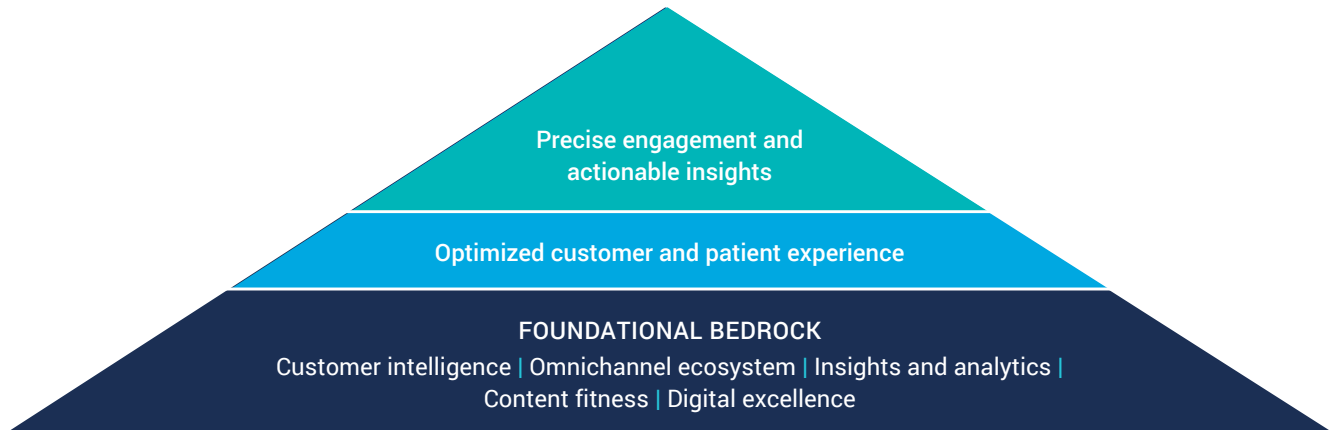 Precise engagement and
actionable insights
Optimized customer and patient experience
FOUNDATIONAL BEDROCK
Customer intelligence | Omnichannel ecosystem | Insights and analytics |
Content fitness | Digital excellence